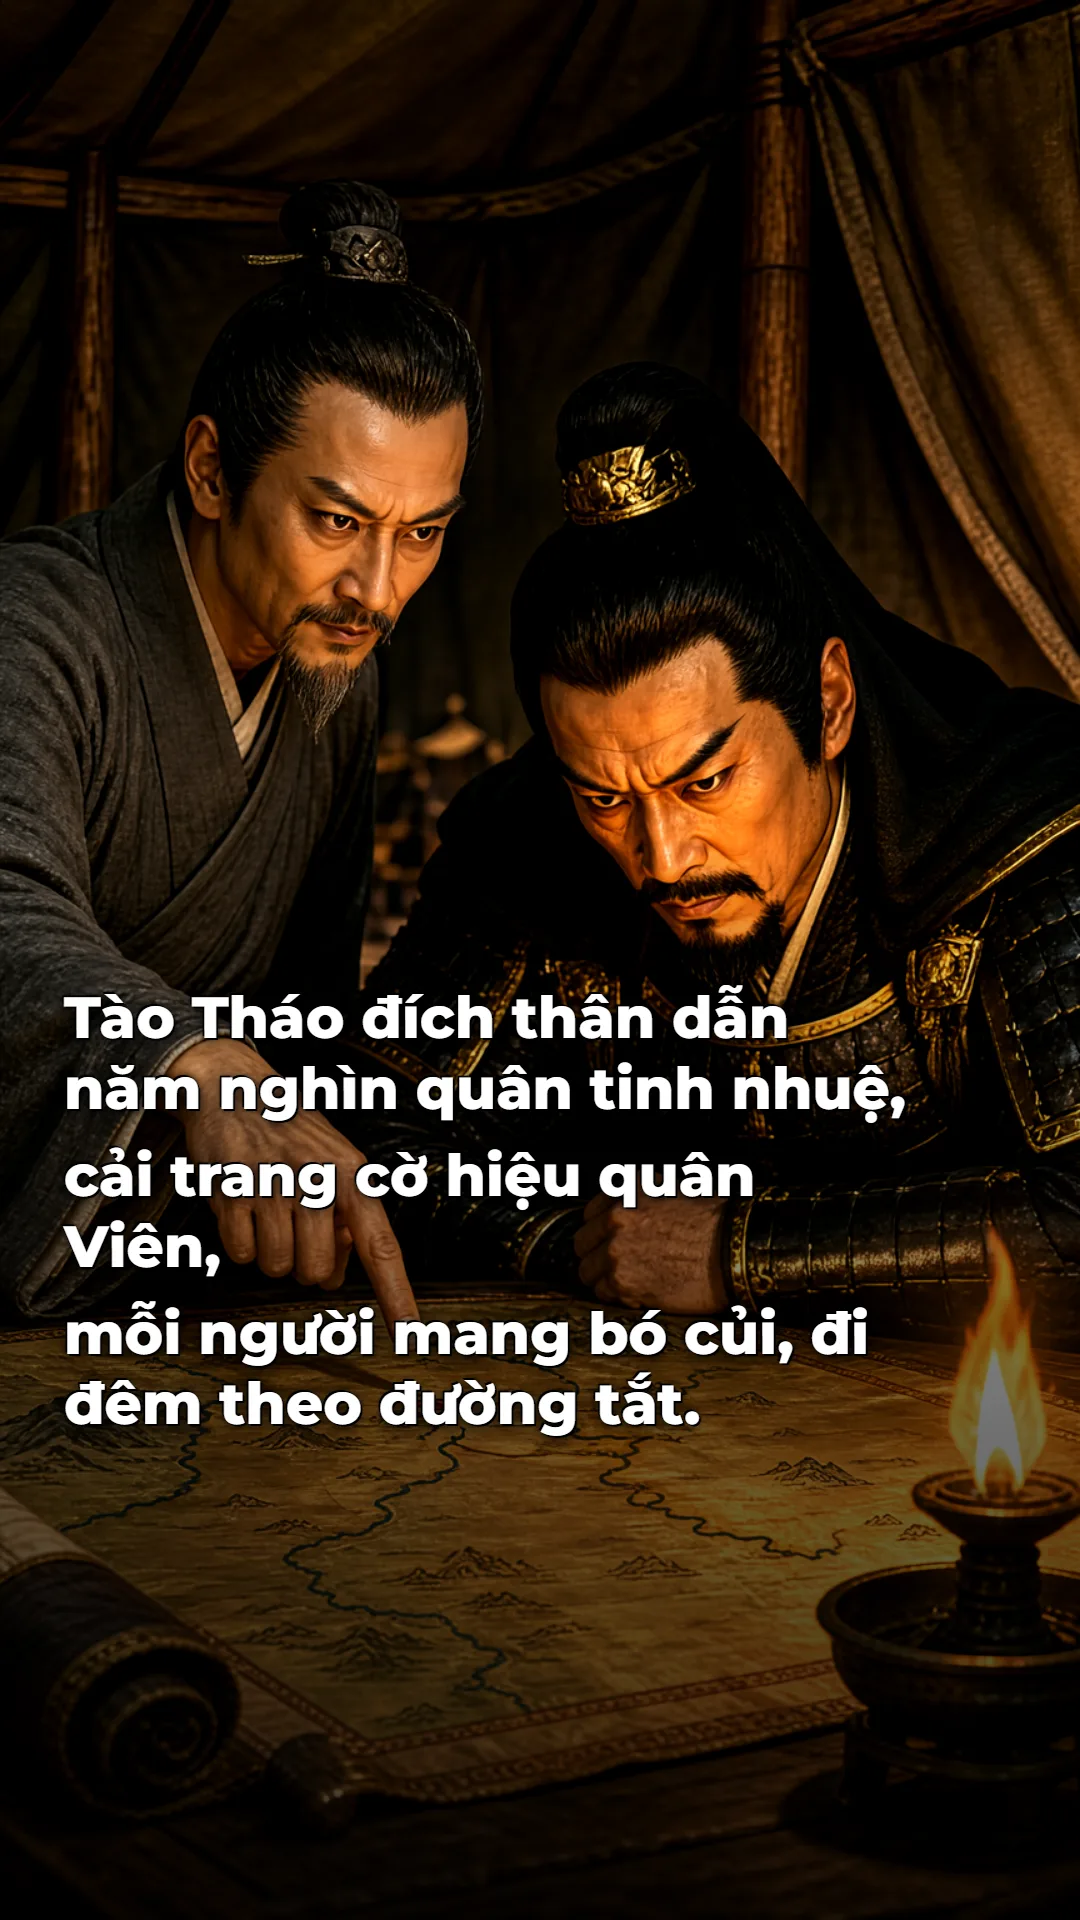 Tào Tháo đích thân dẫn
năm nghìn quân tinh nhuệ,
cải trang cờ hiệu quân
Viên,
mỗi người mang bó củi, đi
đêm theo đường tắt.